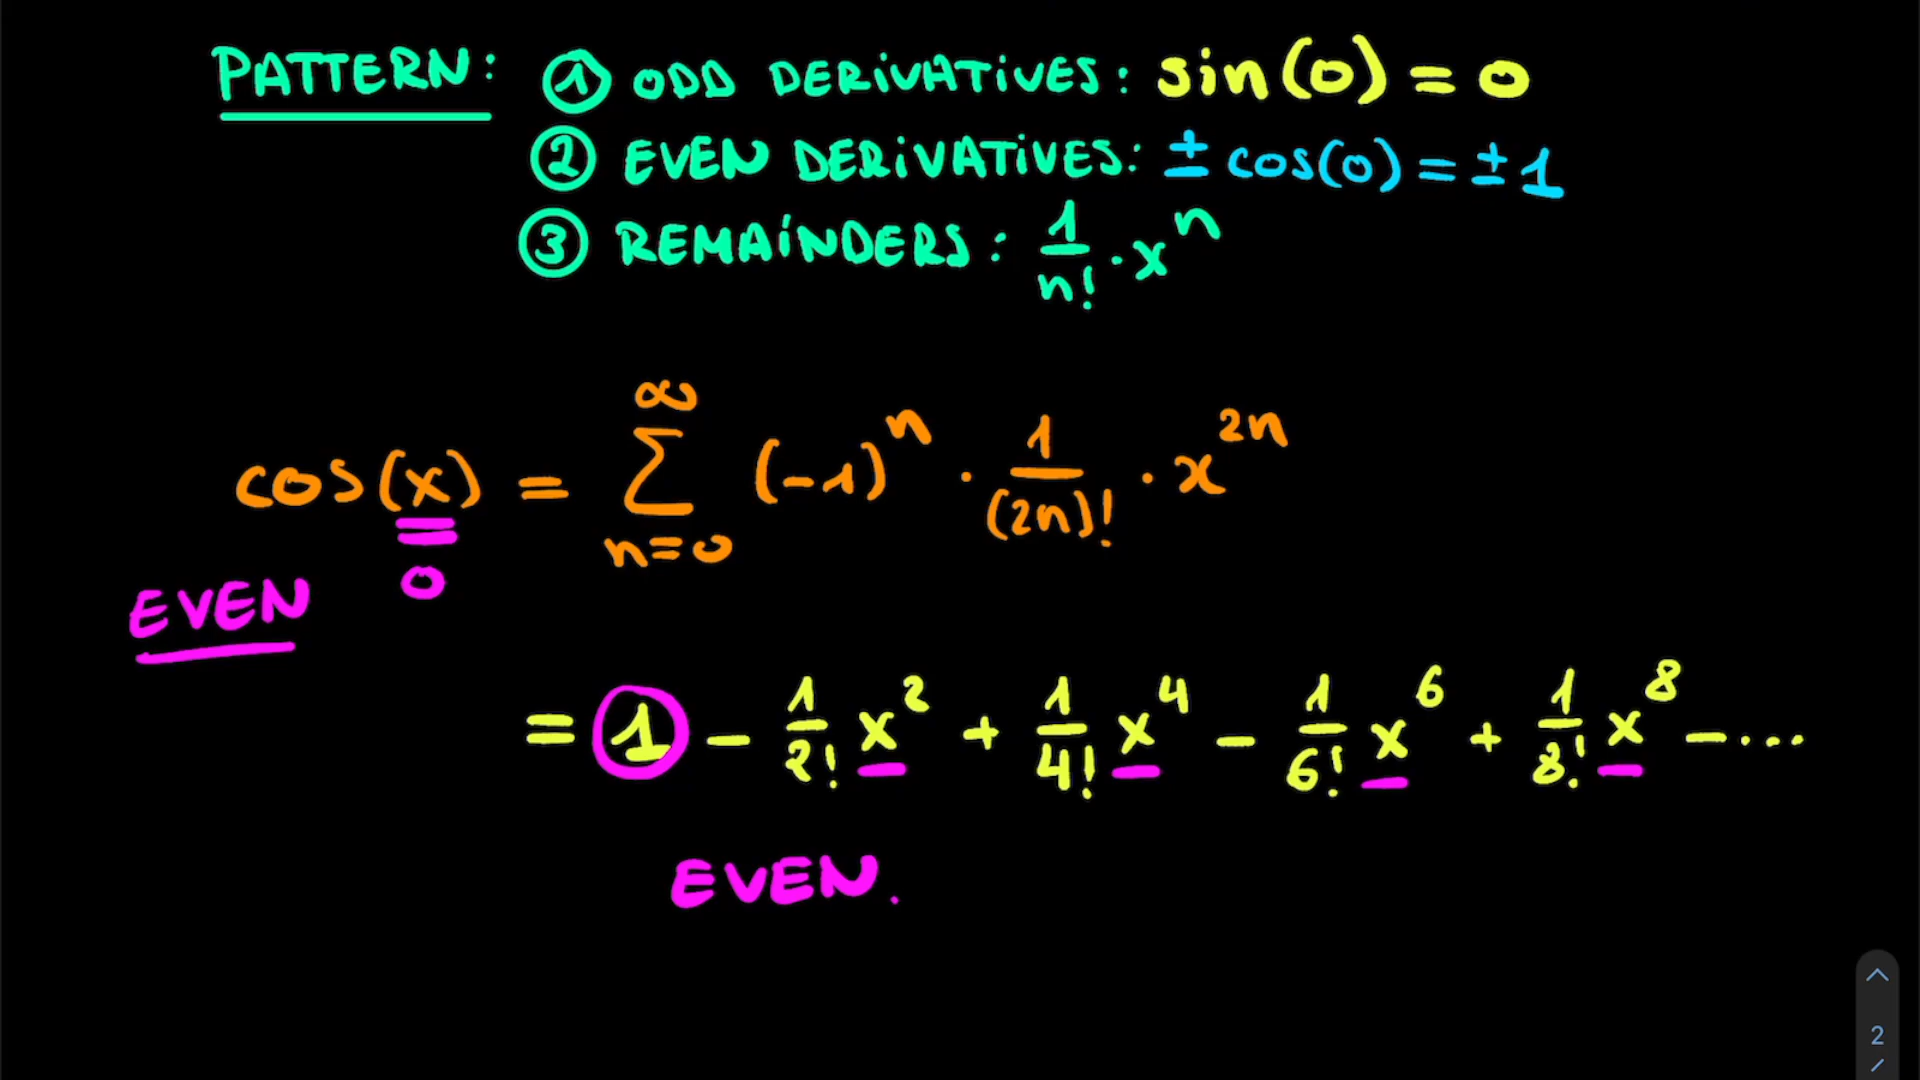 PATTERN: ① ODD DERIVATIVES: sin(0) = 0
② EVEN DERIVATIVES: ± cos(0) = ± 1
③ REMAINDERS: 1/n! · x^n
cos(x) = ∑_{n=0}^{∞} (-1)^n · 1/(2n)! · x^{2n}
0
EVEN
= 1 - 1/2! x^2 + 1/4! x^4 - 1/6! x^6 + 1/8! x^8 - ...
EVEN.
2
/